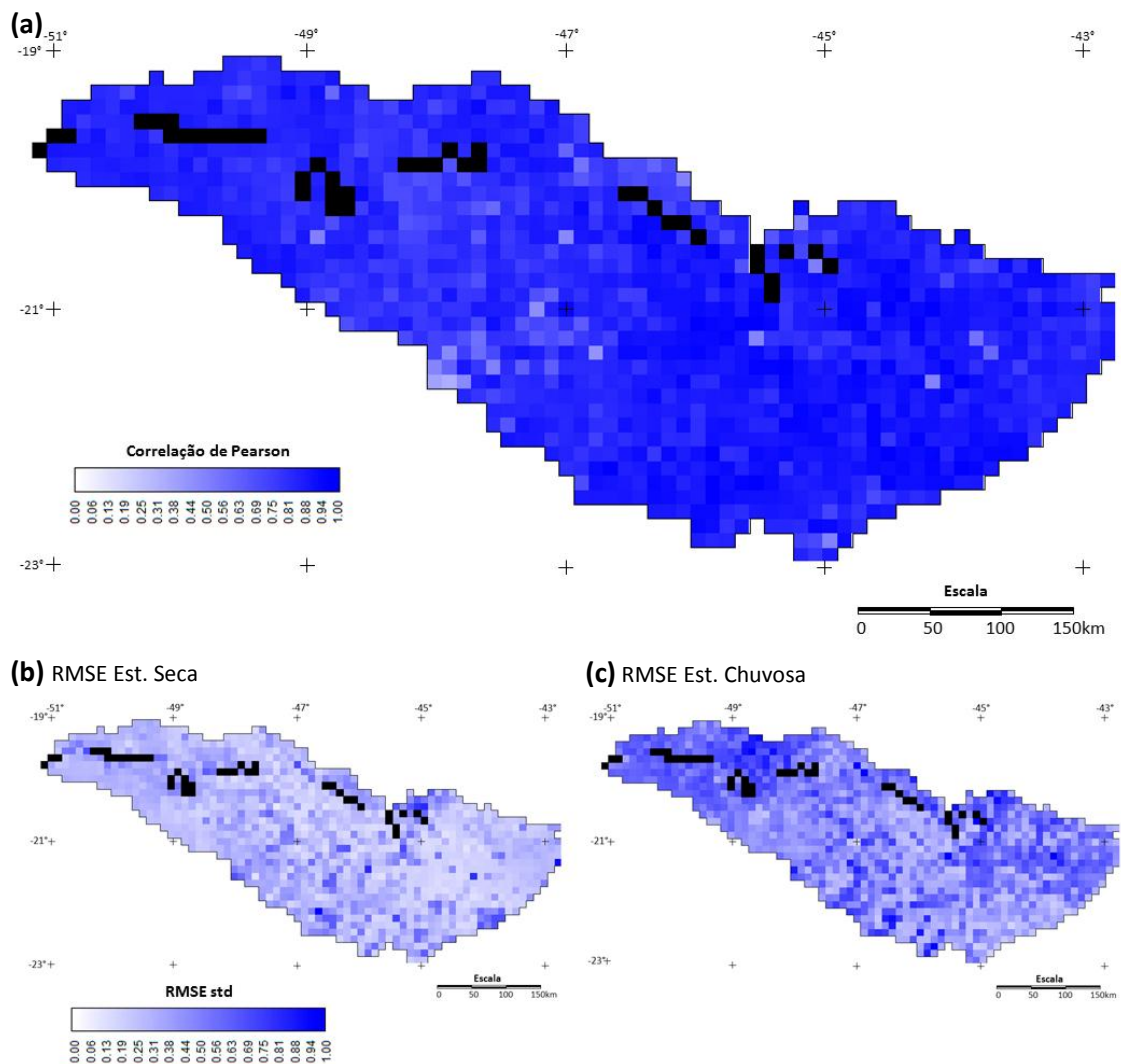 (a)
-51° -49° -47° -45° -43°
-19°
-21°
Correlação de Pearson
0.00 0.06 0.13 0.19 0.25 0.31 0.38 0.44 0.50 0.56 0.63 0.69 0.75 0.81 0.88 0.94 1.00
-23°
Escala
0 50 100 150km
(b) RMSE Est. Seca
-51° -49° -47° -45° -43°
-19°
-21°
-23°
Escala
0 50 100 150km
RMSE std
0.00 0.06 0.13 0.19 0.25 0.31 0.38 0.44 0.50 0.56 0.63 0.69 0.75 0.81 0.88 0.94 1.00
(c) RMSE Est. Chuvosa
-51° -49° -47° -45° -43°
-19°
-21°
-23°
Escala
0 50 100 150km